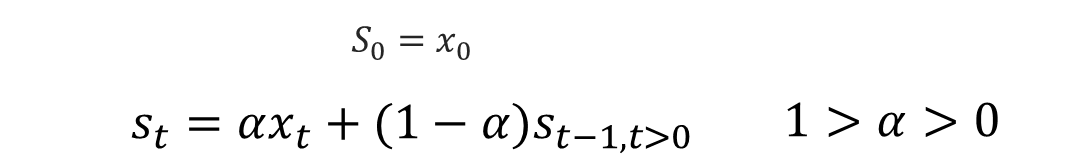 S₀ = x₀
sₜ = αxₜ + (1 − α)sₜ₋₁,ₜ>₀ 1 > α > 0